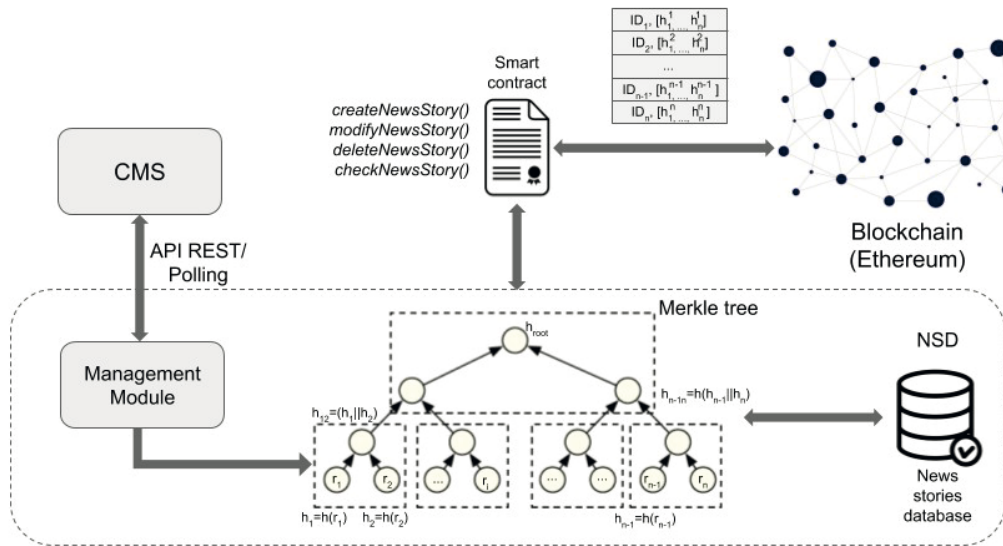 ID₁, [h¹₁, ..., h¹ₙ]
ID₂, [h²₁, ..., h²ₙ]
...
IDₙ₋₁, [hⁿ⁻¹₁, ..., hⁿ⁻¹ₙ]
IDₙ, [hⁿ₁, ..., hⁿₙ]
Smart
contract
createNewsStory()
modifyNewsStory()
deleteNewsStory()
checkNewsStory()
CMS
API REST/
Polling
Blockchain
(Ethereum)
Merkle tree
h_root
NSD
Management
Module
h₁₂=(h₁||h₂)
hₙ₋₁ₙ=h(hₙ₋₁||hₙ)
r₁
r₂
...
rᵢ
...
...
rₙ₋₁
rₙ
h₁=h(r₁)
h₂=h(r₂)
hₙ₋₁=h(rₙ₋₁)
News
stories
database